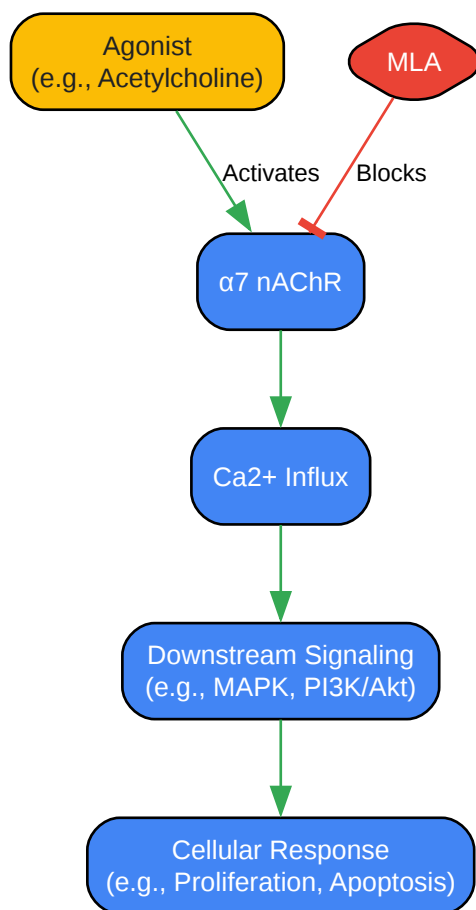 Agonist
(e.g., Acetylcholine)
MLA
Activates
Blocks
α7 nAChR
Ca2+ Influx
Downstream Signaling
(e.g., MAPK, PI3K/Akt)
Cellular Response
(e.g., Proliferation, Apoptosis)